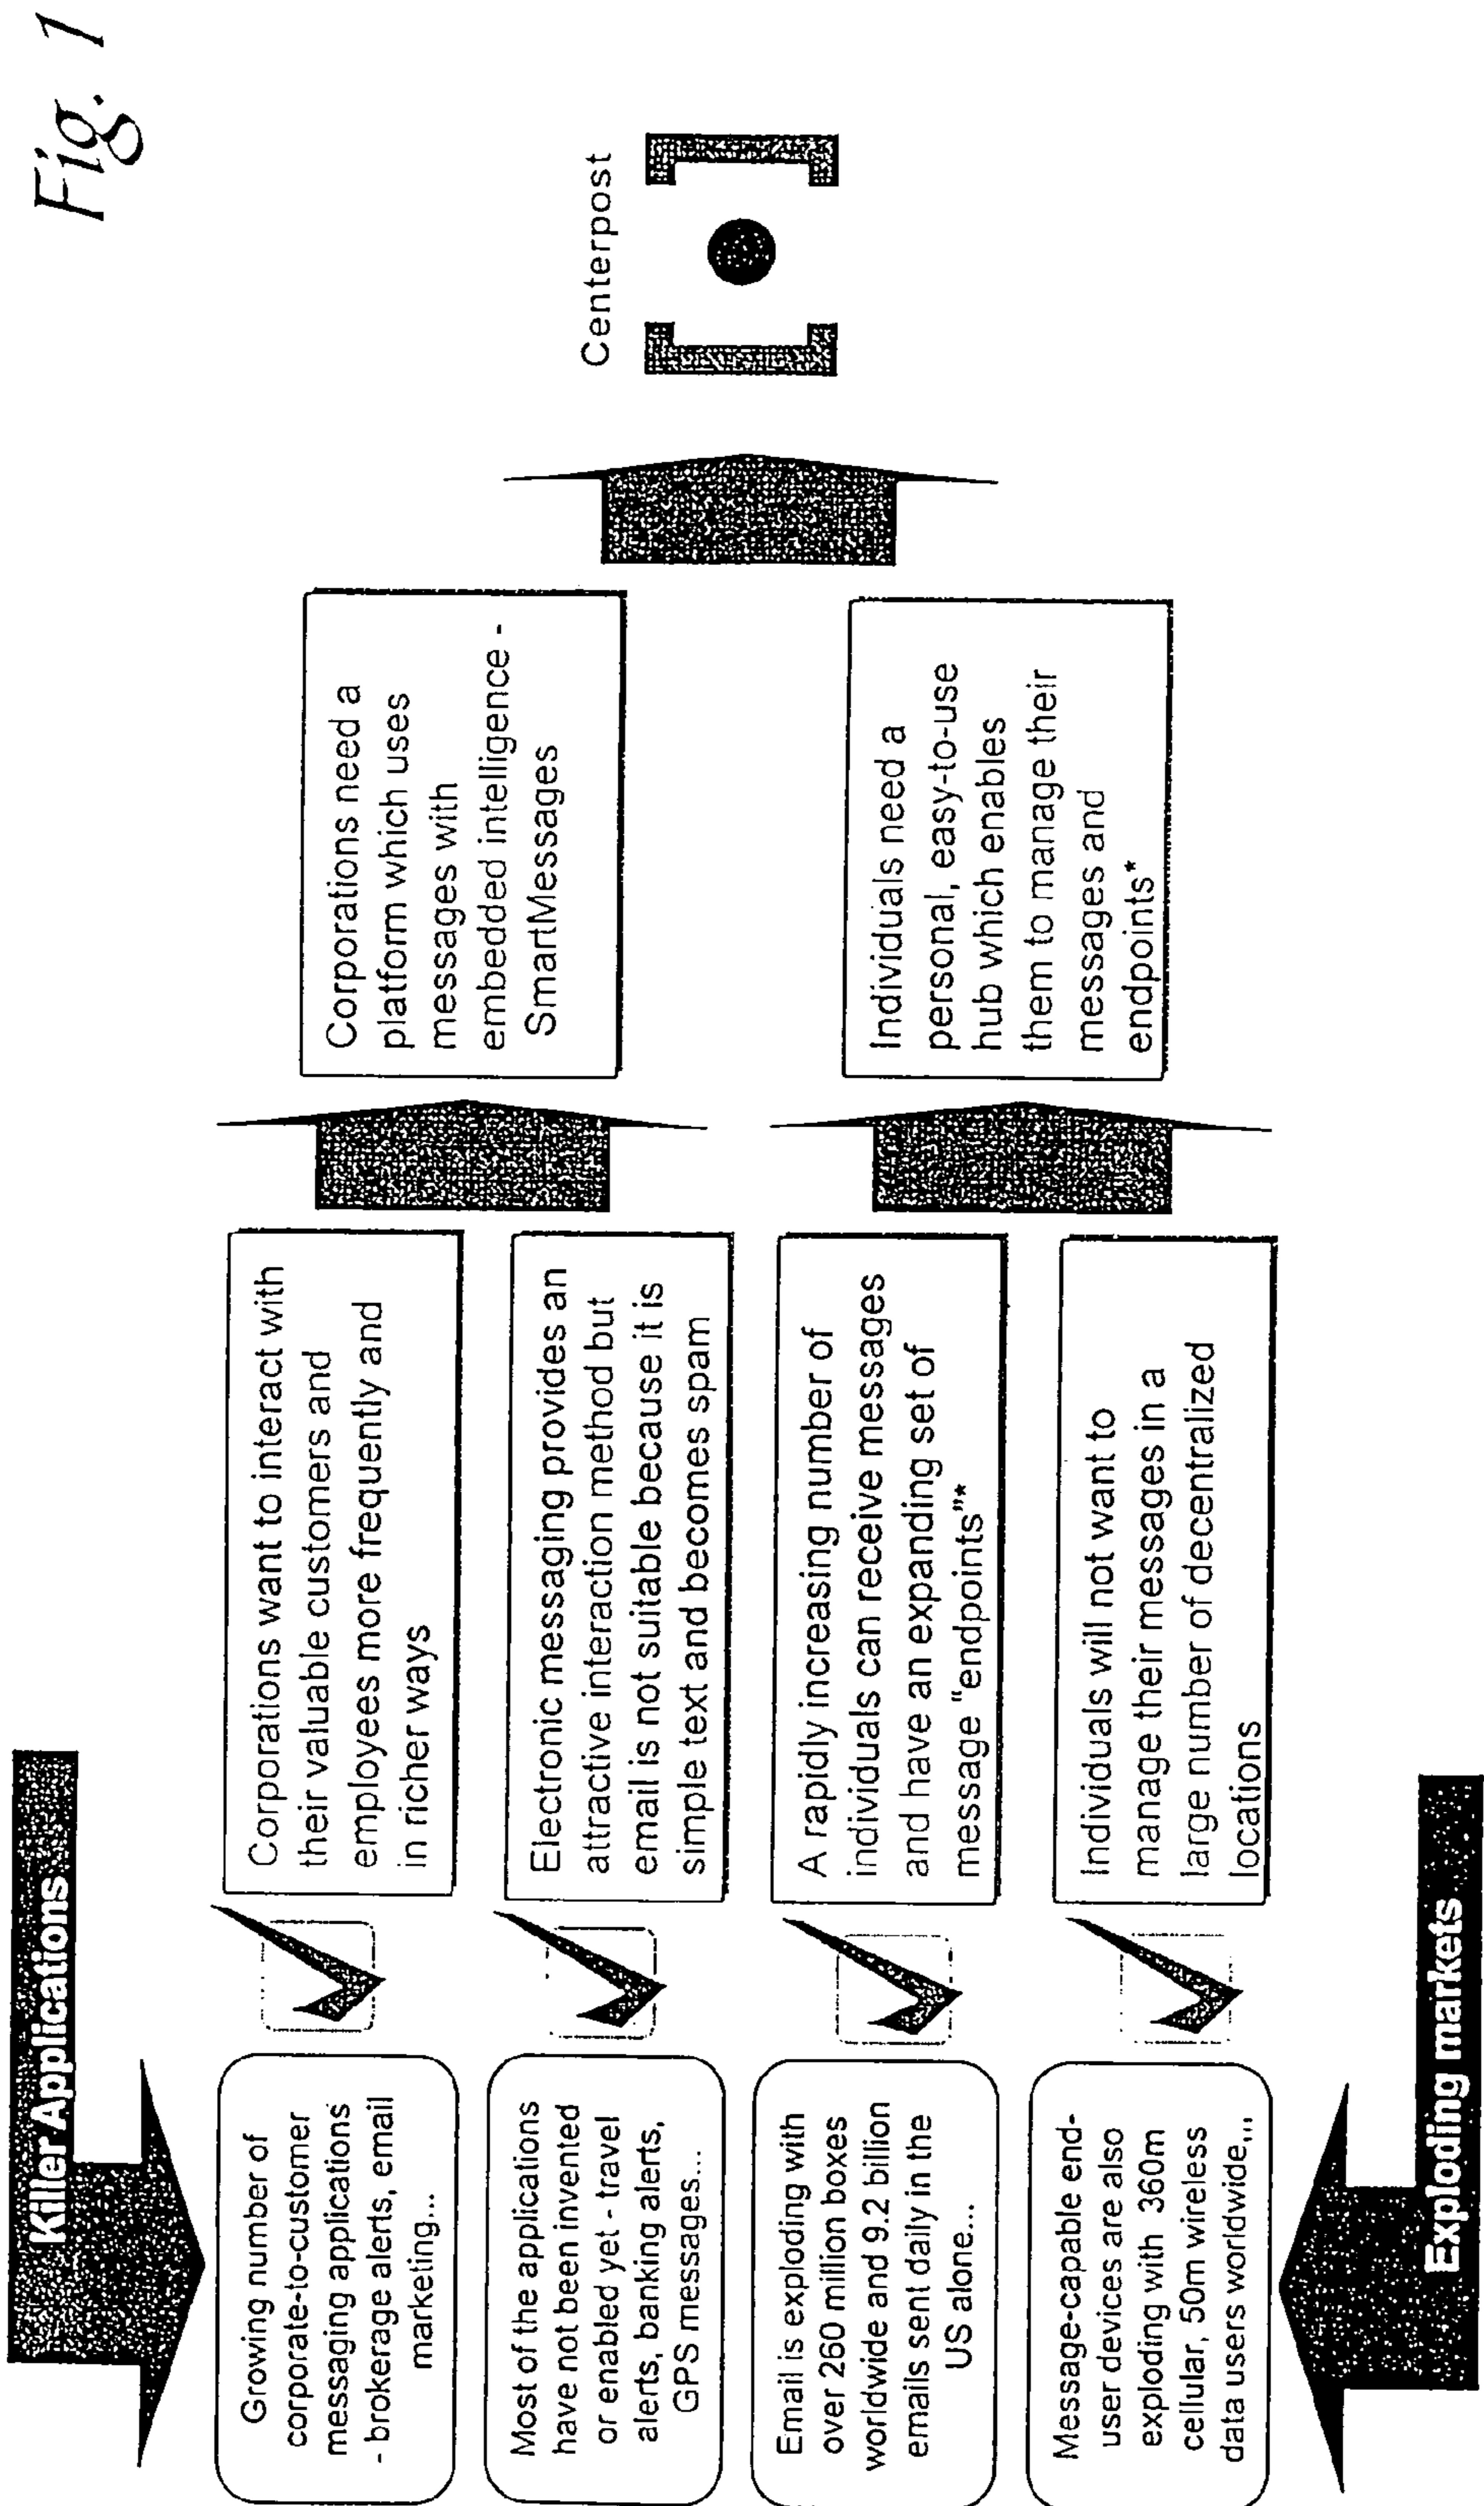 Fig. 1
Killer Applications
Growing number of
corporate-to-customer
messaging applications
- brokerage alerts, email
marketing...
Corporations want to interact with
their valuable customers and
employees more frequently and
in richer ways
Most of the applications
have not been invented
or enabled yet - travel
alerts, banking alerts,
GPS messages...
Electronic messaging provides an
attractive interaction method but
email is not suitable because it is
simple text and becomes spam
Corporations need a
platform which uses
messages with
embedded intelligence -
SmartMessages
Email is exploding with
over 260 million boxes
worldwide and 9.2 billion
emails sent daily in the
US alone...
A rapidly increasing number of
individuals can receive messages
and have an expanding set of
message "endpoints"*
Message-capable end-
user devices are also
exploding with 360m
cellular, 50m wireless
data users worldwide,,,
Individuals will not want to
manage their messages in a
large number of decentralized
locations
Individuals need a
personal, easy-to-use
hub which enables
them to manage their
messages and
endpoints*
Centerpost
Exploding markets